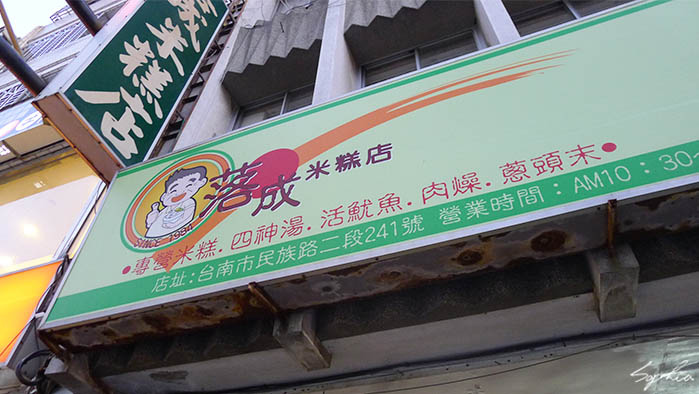 米糕店
落成米糕店
SINCE 1934
●專營米糕.四神湯.活魷魚.肉燥.蔥頭末●
店址:台南市民族路二段241號 營業時間:AM10:30
Sophia